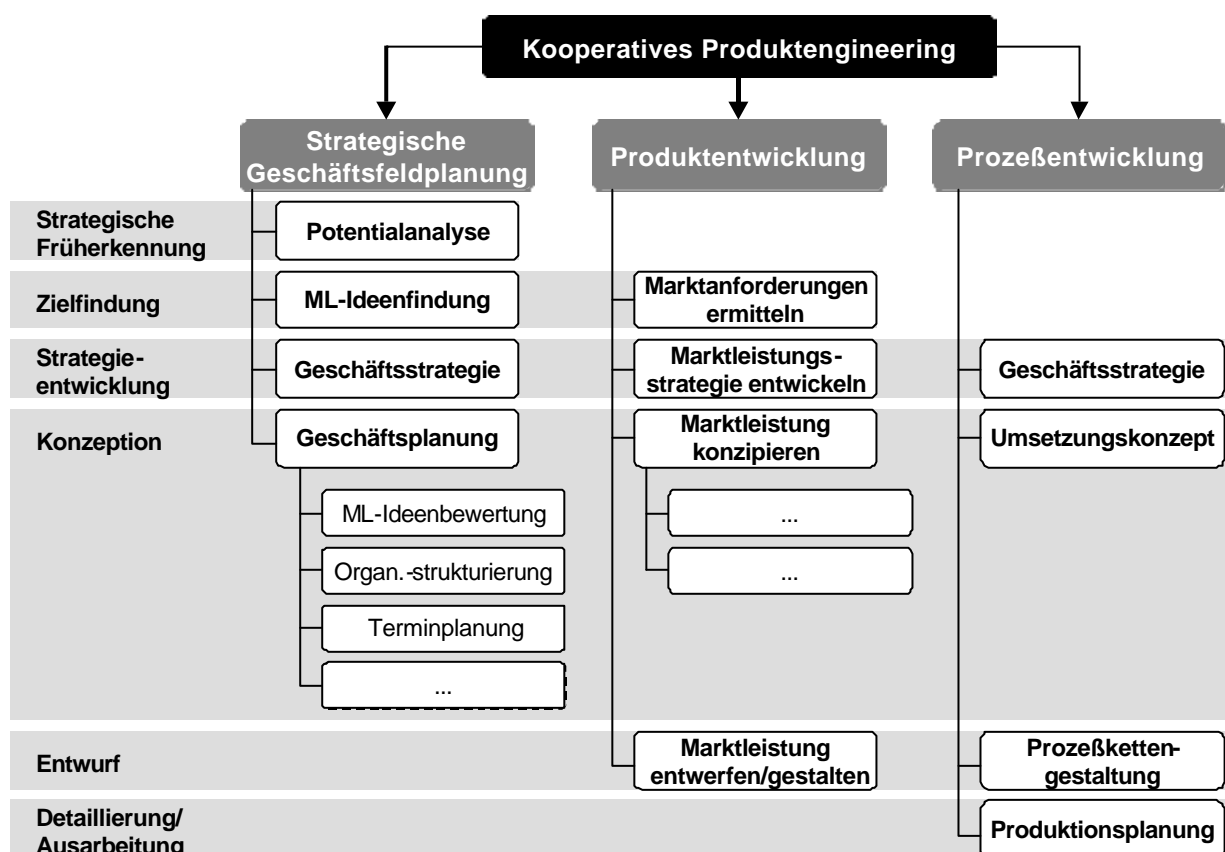 Kooperatives Produktengineering
Strategische
Geschäftsfeldplanung
Produktentwicklung
Prozeßentwicklung
Strategische
Früherkennung
Potentialanalyse
Zielfindung
ML-Ideenfindung
Marktanforderungen
ermitteln
Strategie-
entwicklung
Geschäftsstrategie
Marktleistungs-
strategie entwickeln
Geschäftsstrategie
Konzeption
Geschäftsplanung
Marktleistung
konzipieren
Umsetzungskonzept
ML-Ideenbewertung
...
Organ.-strukturierung
...
Terminplanung
...
Entwurf
Marktleistung
entwerfen/gestalten
Prozeßketten-
gestaltung
Detaillierung/
Ausarbeitung
Produktionsplanung